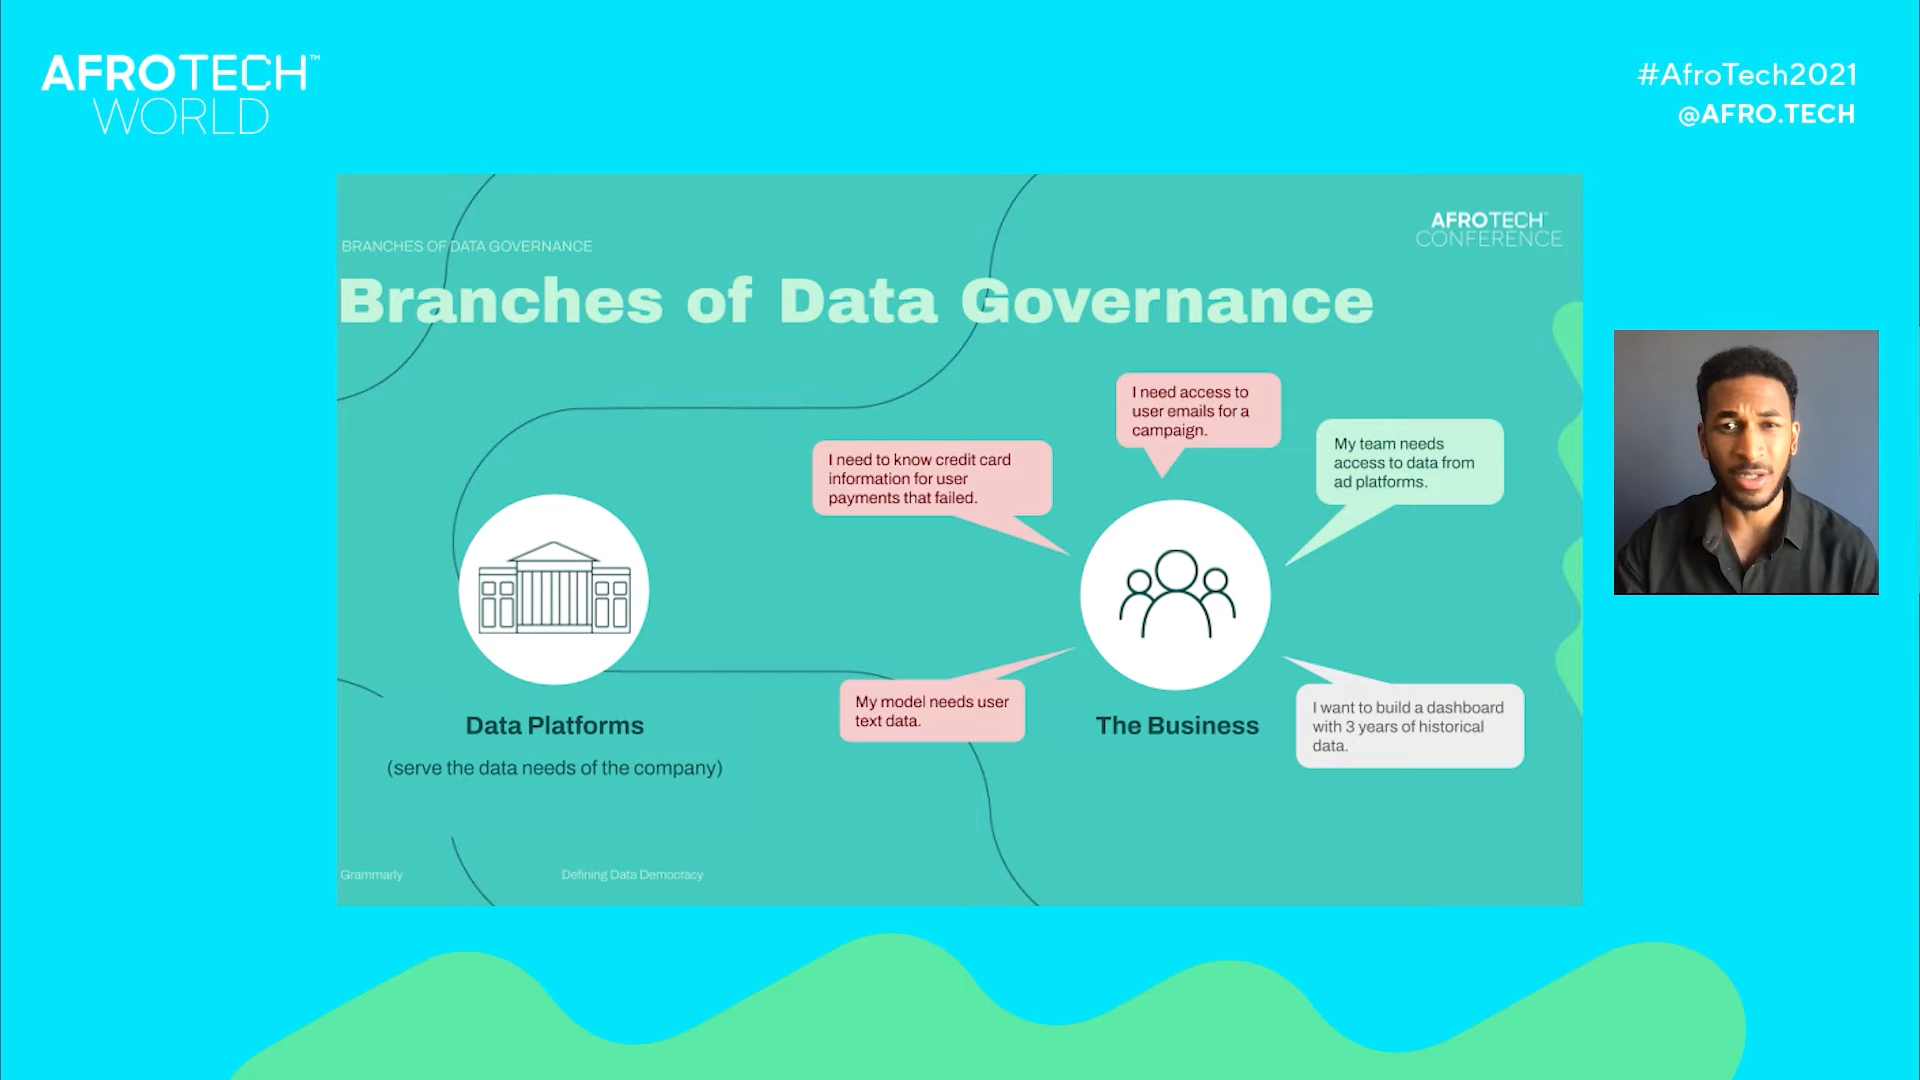 AFROTECH™
WORLD
#AfroTech2021
@AFRO.TECH
BRANCHES OF DATA GOVERNANCE
AFROTECH™
CONFERENCE
Branches of Data Governance
I need access to
user emails for a
campaign.
My team needs
access to data from
ad platforms.
I need to know credit card
information for user
payments that failed.
My model needs user
text data.
I want to build a dashboard
with 3 years of historical
data.
Data Platforms
(serve the data needs of the company)
The Business
Grammarly
Defining Data Democracy